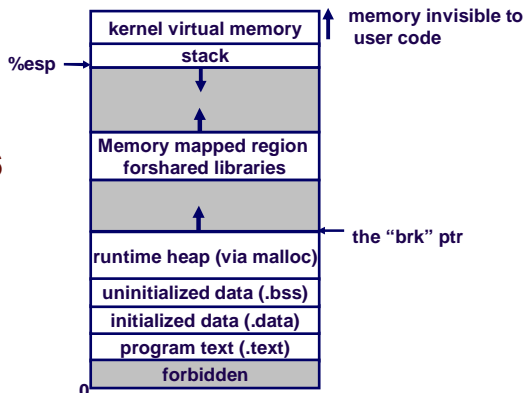 kernel virtual memory
memory invisible to
user code
stack
%esp
Memory mapped region
forshared libraries
the “brk” ptr
runtime heap (via malloc)
uninitialized data (.bss)
initialized data (.data)
program text (.text)
forbidden
0